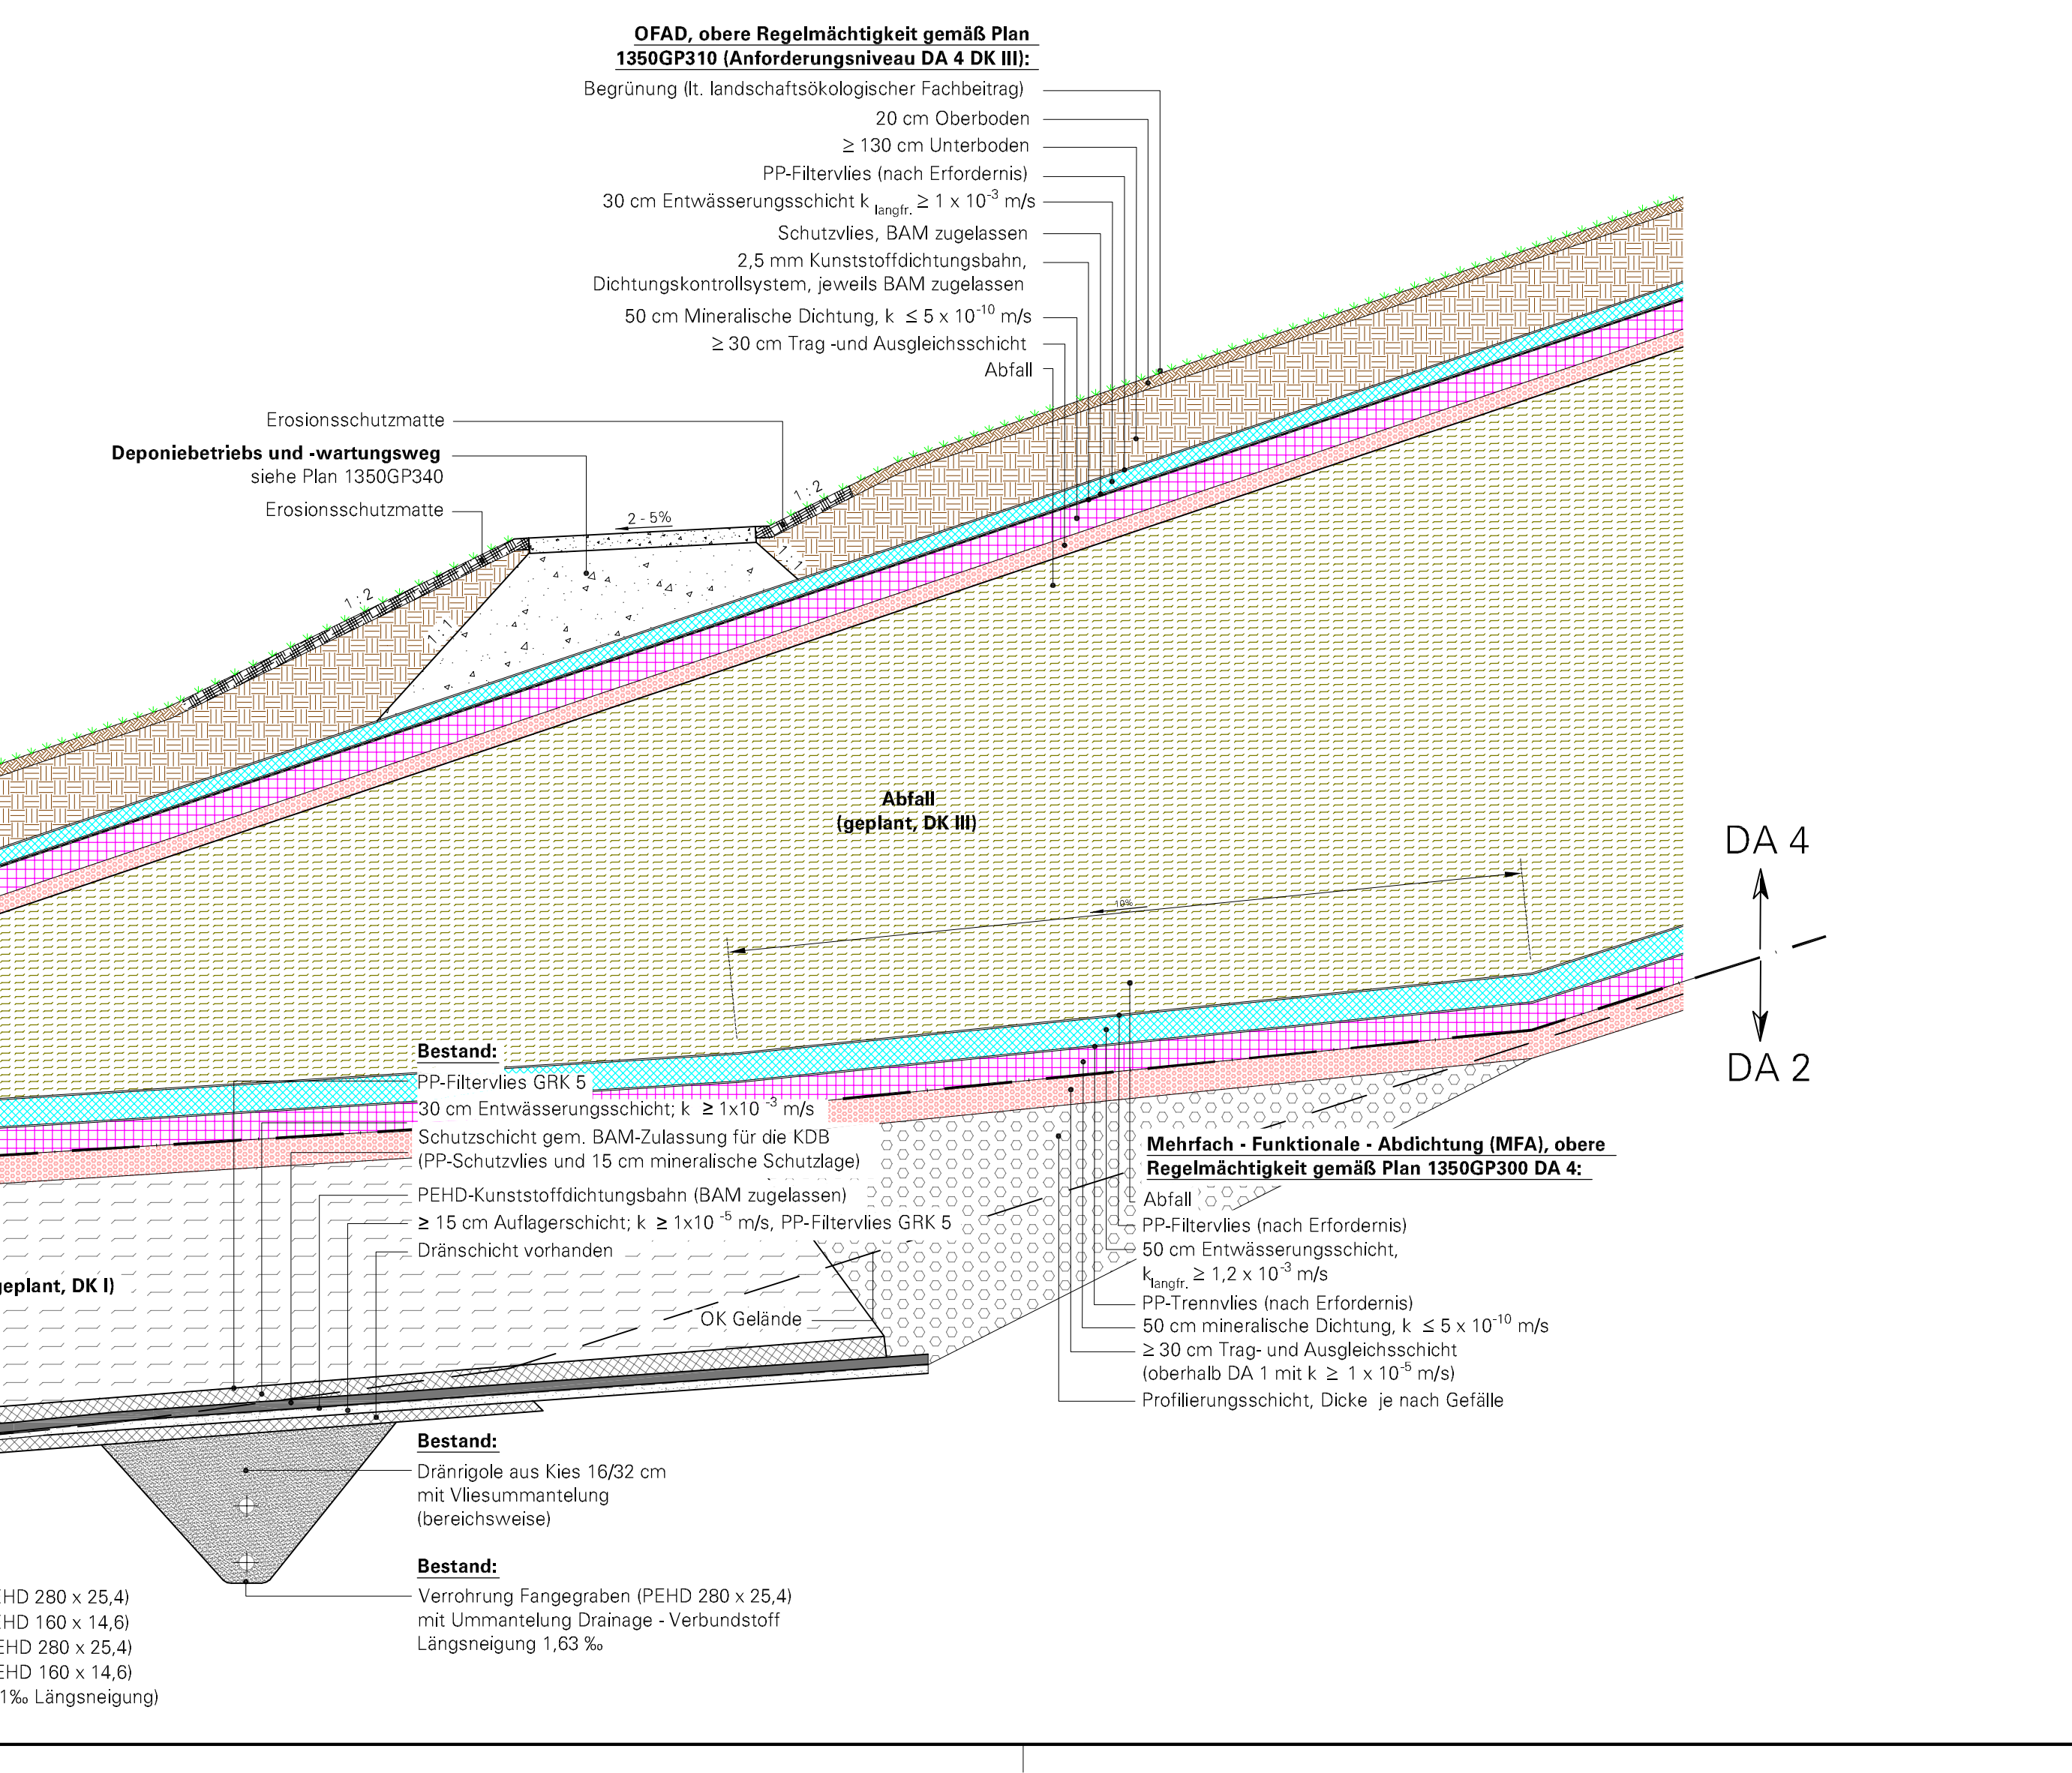 OFAD, obere Regelmächtigkeit gemäß Plan
1350GP310 (Anforderungsniveau DA 4 DK III):
Begrünung (lt. landschaftsökologischer Fachbeitrag)
20 cm Oberboden
≥ 130 cm Unterboden
PP-Filtervlies (nach Erfordernis)
30 cm Entwässerungsschicht k langfr. ≥ 1 x 10⁻³ m/s
Schutzvlies, BAM zugelassen
2,5 mm Kunststoffdichtungsbahn,
Dichtungskontrollsystem, jeweils BAM zugelassen
50 cm Mineralische Dichtung, k ≤ 5 x 10⁻¹⁰ m/s
≥ 30 cm Trag -und Ausgleichsschicht
Abfall
Erosionsschutzmatte
Deponiebetriebs und -wartungsweg
siehe Plan 1350GP340
Erosionsschutzmatte
1 : 2
2 - 5%
1 : 1
1 : 2
1 : 1
Abfall
(geplant, DK III)
DA 4
10%
DA 2
Bestand:
PP-Filtervlies GRK 5
30 cm Entwässerungsschicht; k ≥ 1x10⁻³ m/s
Schutzschicht gem. BAM-Zulassung für die KDB
(PP-Schutzvlies und 15 cm mineralische Schutzlage)
PEHD-Kunststoffdichtungsbahn (BAM zugelassen)
≥ 15 cm Auflagerschicht; k ≥ 1x10⁻⁵ m/s, PP-Filtervlies GRK 5
Dränschicht vorhanden
geplant, DK I)
OK Gelände
Mehrfach - Funktionale - Abdichtung (MFA), obere
Regelmächtigkeit gemäß Plan 1350GP300 DA 4:
Abfall
PP-Filtervlies (nach Erfordernis)
50 cm Entwässerungsschicht,
k langfr. ≥ 1,2 x 10⁻³ m/s
PP-Trennvlies (nach Erfordernis)
50 cm mineralische Dichtung, k ≤ 5 x 10⁻¹⁰ m/s
≥ 30 cm Trag- und Ausgleichsschicht
(oberhalb DA 1 mit k ≥ 1 x 10⁻⁵ m/s)
Profilierungsschicht, Dicke je nach Gefälle
Bestand:
Dränrigole aus Kies 16/32 cm
mit Vliesummantelung
(bereichsweise)
Bestand:
Verrohrung Fangegraben (PEHD 280 x 25,4)
mit Ummantelung Drainage - Verbundstoff
Längsneigung 1,63 ‰
EHD 280 x 25,4)
EHD 160 x 14,6)
EHD 280 x 25,4)
EHD 160 x 14,6)
1‰ Längsneigung)